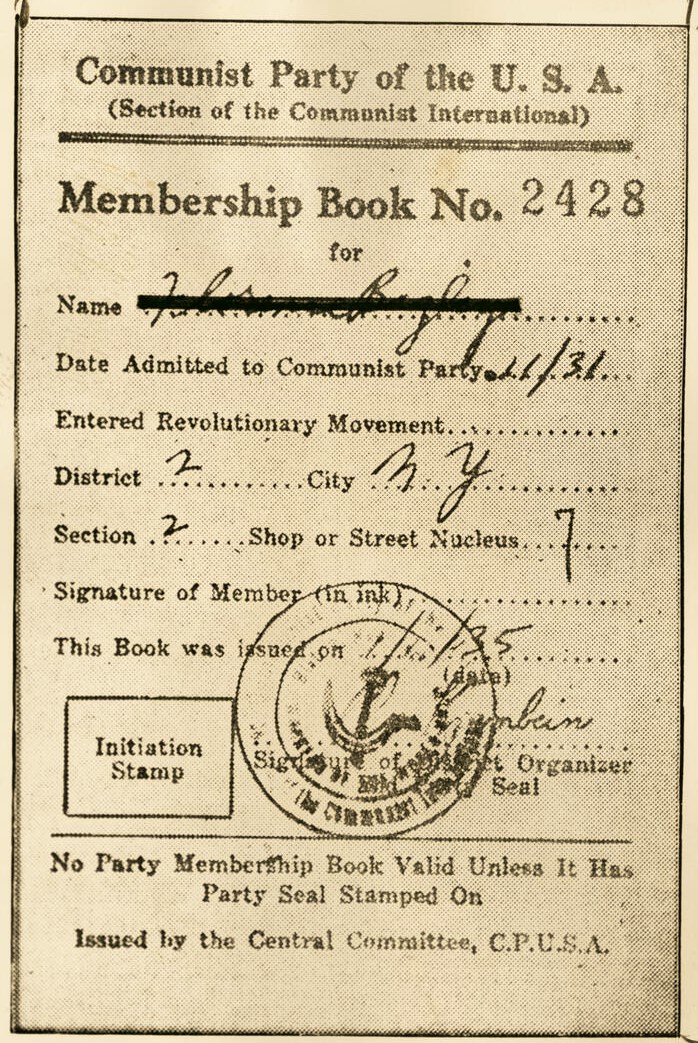 Communist Party of the U. S. A.
(Section of the Communist International)
Membership Book No. 2428
for
Name
Date Admitted to Communist Party 11/31
Entered Revolutionary Movement
District 2 City N Y
Section 2 Shop or Street Nucleus 7
Signature of Member (in ink)
This Book was issued on 1/1/35
(date)
Signature of District Organizer
Seal
Initiation
Stamp
No Party Membership Book Valid Unless It Has
Party Seal Stamped On
Issued by the Central Committee, C.P.U.S.A.